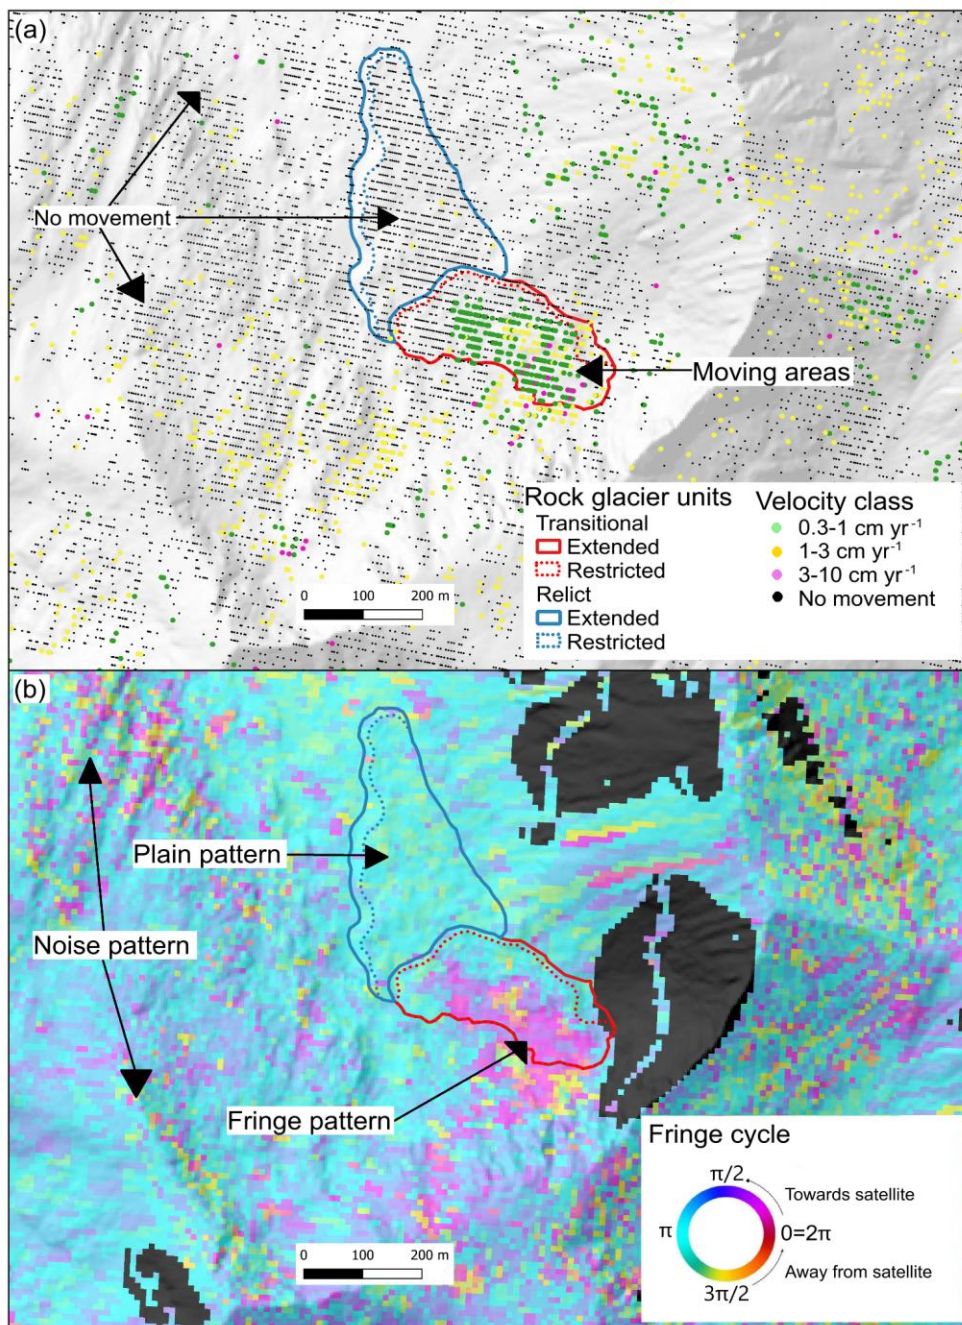 (a)
No movement
Moving areas
Rock glacier units
Transitional
Extended
Restricted
Relict
Extended
Restricted
Velocity class
0.3-1 cm yr⁻¹
1-3 cm yr⁻¹
3-10 cm yr⁻¹
No movement
0 100 200 m
(b)
Plain pattern
Noise pattern
Fringe pattern
0 100 200 m
Fringe cycle
π/2
Towards satellite
π
0=2π
Away from satellite
3π/2